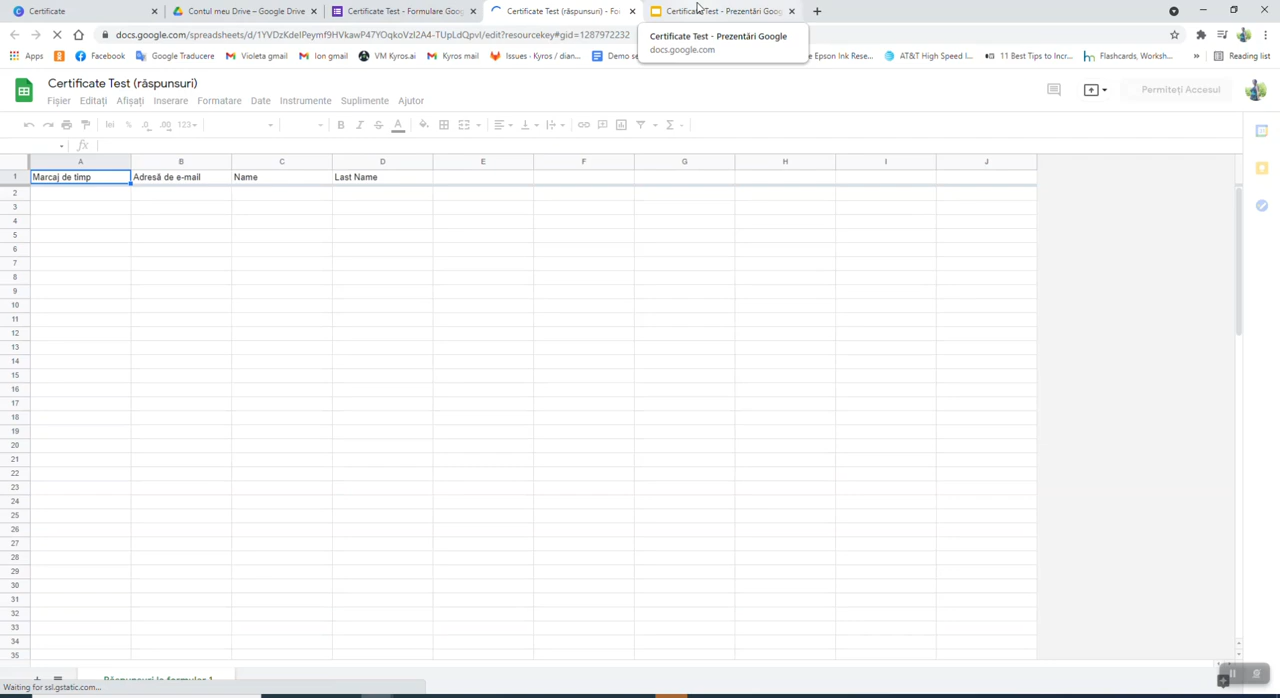 Certificate
Contul meu Drive – Google Drive
Certificate Test - Formulare Goog
Certificate Test (răspunsuri) - Fo
Certificate Test - Prezentări Goog
docs.google.com/spreadsheets/d/1YVDzKdeIPeymf9HVkawP47YOqkoVzI2A4-TUpLdQpvI/edit?resourcekey#gid=1287972232
Certificate Test - Prezentări Google
docs.google.com
Apps
Facebook
Google Traducere
Violeta gmail
Ion gmail
VM Kyros.ai
Kyros mail
Issues · Kyros / dian...
Demo se
e Epson Ink Rese...
AT&T High Speed I...
11 Best Tips to Incr...
Flashcards, Worksh...
»
Reading list
Certificate Test (răspunsuri)
Fișier Editați Afișați Inserare Formatare Date Instrumente Suplimente Ajutor
Permiteți Accesul
lei % .0 .00 123
B I A
fx
A B C D E F G H I J
1 Marcaj de timp Adresă de e-mail Name Last Name
2
3
4
5
6
7
8
9
10
11
12
13
14
15
16
17
18
19
20
21
22
23
24
25
26
27
28
29
30
31
32
33
34
35
Răspunsuri la formular 1
Waiting for ssl.gstatic.com...